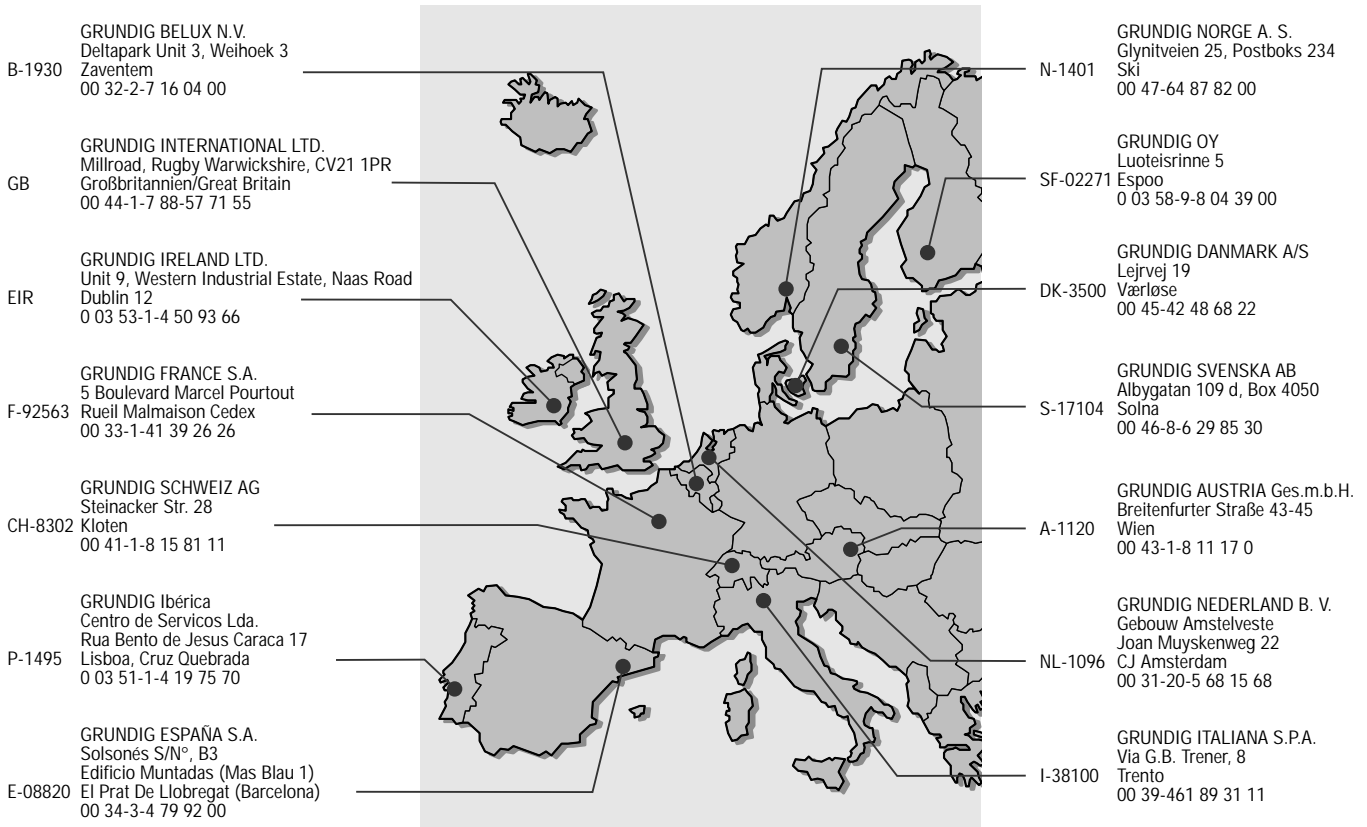 GRUNDIG BELUX N.V.
Deltapark Unit 3, Weihoek 3
B-1930 Zaventem
00 32-2-7 16 04 00
GRUNDIG INTERNATIONAL LTD.
Millroad, Rugby Warwickshire, CV21 1PR
GB Großbritannien/Great Britain
00 44-1-7 88-57 71 55
GRUNDIG IRELAND LTD.
Unit 9, Western Industrial Estate, Naas Road
EIR Dublin 12
0 03 53-1-4 50 93 66
GRUNDIG FRANCE S.A.
5 Boulevard Marcel Pourtout
F-92563 Rueil Malmaison Cedex
00 33-1-41 39 26 26
GRUNDIG SCHWEIZ AG
Steinacker Str. 28
CH-8302 Kloten
00 41-1-8 15 81 11
GRUNDIG Ibérica
Centro de Servicos Lda.
Rua Bento de Jesus Caraca 17
P-1495 Lisboa, Cruz Quebrada
0 03 51-1-4 19 75 70
GRUNDIG ESPAÑA S.A.
Solsonés S/N°, B3
Edificio Muntadas (Mas Blau 1)
E-08820 El Prat De Llobregat (Barcelona)
00 34-3-4 79 92 00
GRUNDIG NORGE A. S.
Glynitveien 25, Postboks 234
N-1401 Ski
00 47-64 87 82 00
GRUNDIG OY
Luoteisrinne 5
SF-02271 Espoo
0 03 58-9-8 04 39 00
GRUNDIG DANMARK A/S
Lejrvej 19
DK-3500 Værløse
00 45-42 48 68 22
GRUNDIG SVENSKA AB
Albygatan 109 d, Box 4050
S-17104 Solna
00 46-8-6 29 85 30
GRUNDIG AUSTRIA Ges.m.b.H.
Breitenfurter Straße 43-45
A-1120 Wien
00 43-1-8 11 17 0
GRUNDIG NEDERLAND B. V.
Gebouw Amstelveste
Joan Muyskenweg 22
NL-1096 CJ Amsterdam
00 31-20-5 68 15 68
GRUNDIG ITALIANA S.P.A.
Via G.B. Trener, 8
I-38100 Trento
00 39-461 89 31 11